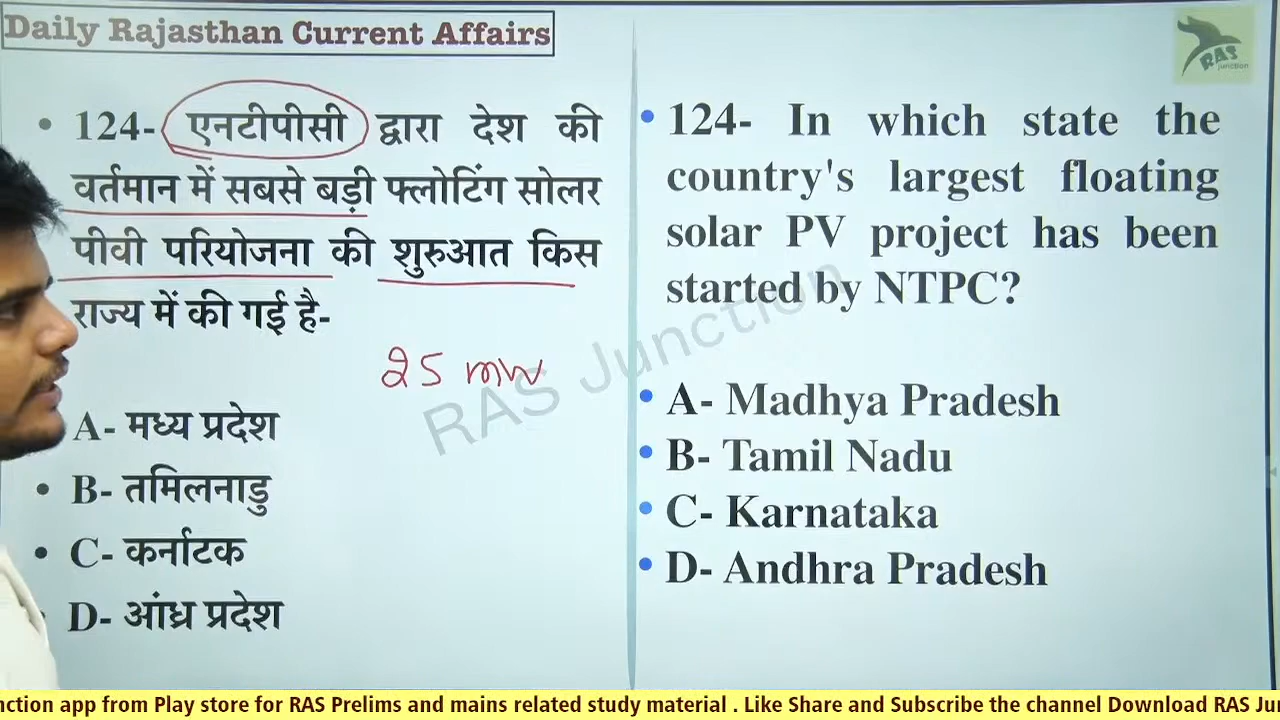 Daily Rajasthan Current Affairs
RAS
junction
124- एनटीपीसी द्वारा देश की
वर्तमान में सबसे बड़ी फ्लोटिंग सोलर
पीवी परियोजना की शुरुआत किस
राज्य में की गई है-
25 mw
A- मध्य प्रदेश
B- तमिलनाडु
C- कर्नाटक
D- आंध्र प्रदेश
124- In which state the
country's largest floating
solar PV project has been
started by NTPC?
A- Madhya Pradesh
B- Tamil Nadu
C- Karnataka
D- Andhra Pradesh
RAS Junction
nction app from Play store for RAS Prelims and mains related study material . Like Share and Subscribe the channel Download RAS Jun